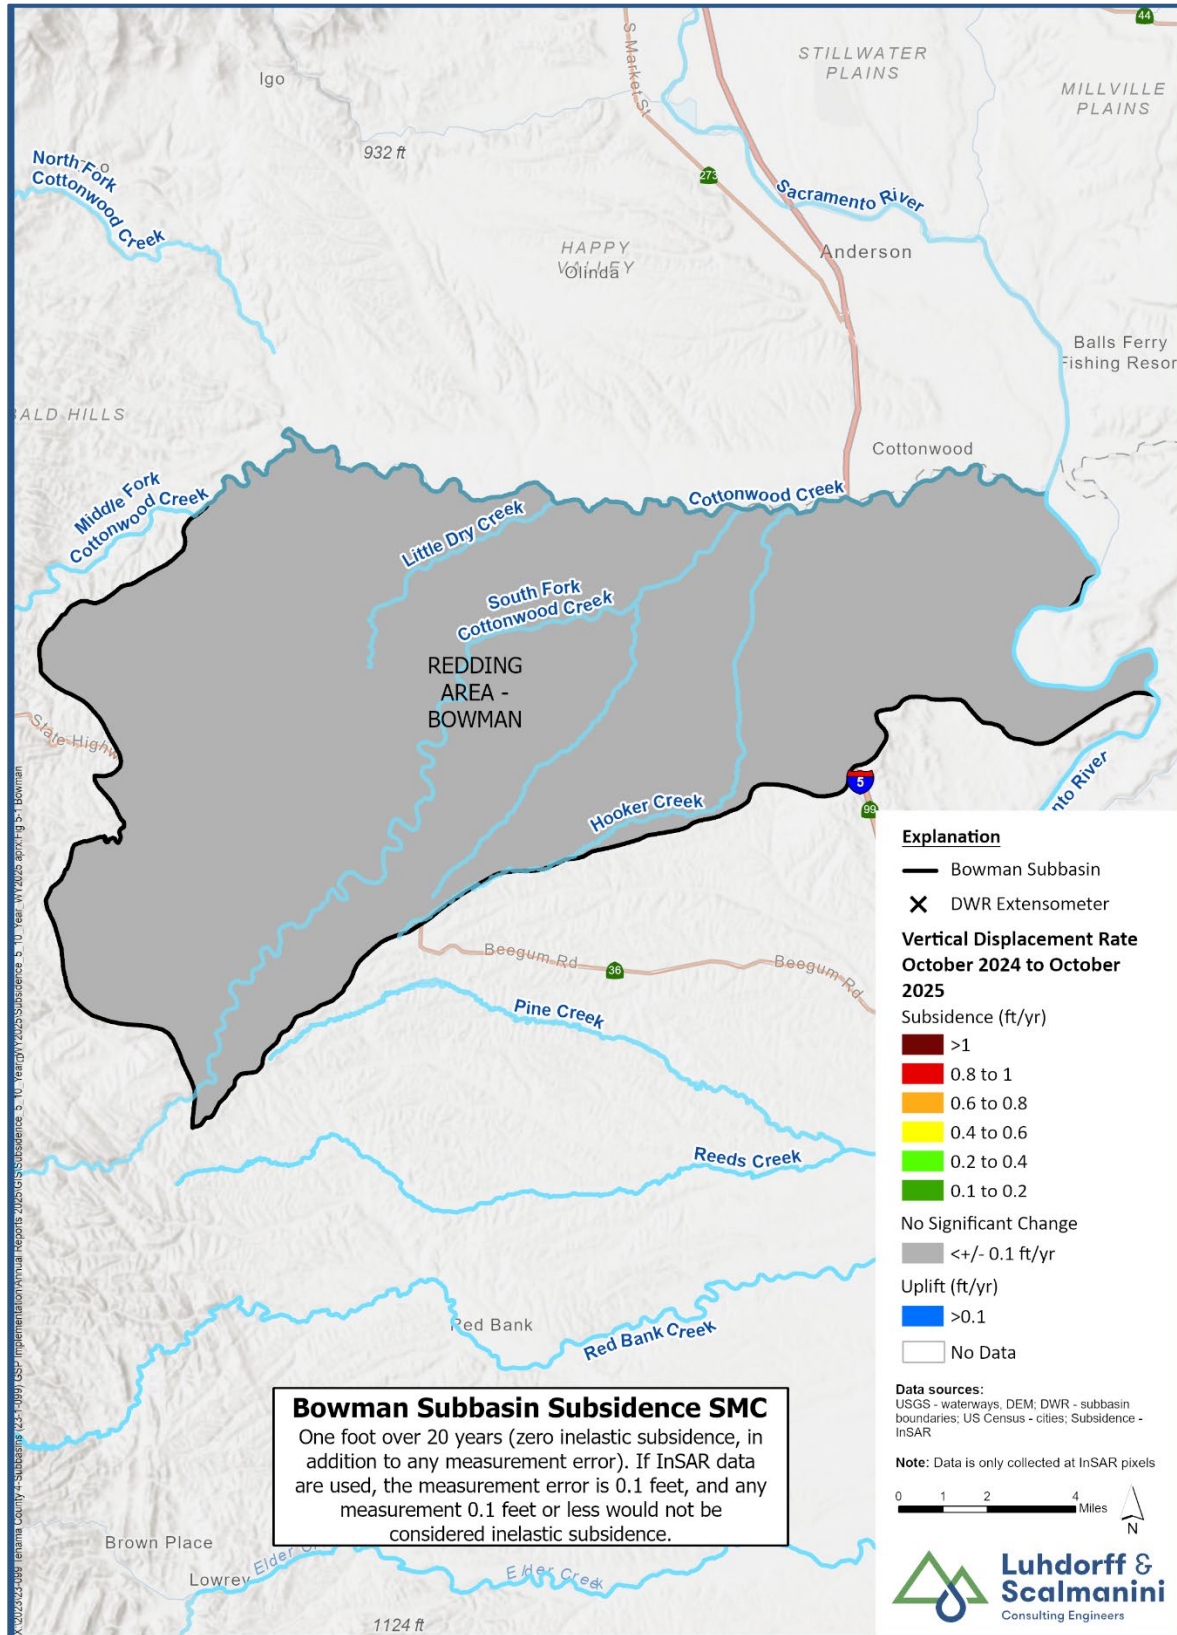 44
STILLWATER
PLAINS
MILLVILLE
PLAINS
S Market St
Igo
932 ft
273
North Fork
Cottonwood Creek
Sacramento River
HAPPY
VALLEY
Olinda
Anderson
Balls Ferry
Fishing Resor
BALD HILLS
Cottonwood
Middle Fork
Cottonwood Creek
Cottonwood Creek
Little Dry Creek
South Fork
Cottonwood Creek
REDDING
AREA -
BOWMAN
State Highw
5
99
nto River
Hooker Creek
Beegum Rd
36
Beegum Rd
Pine Creek
Reeds Creek
Red Bank
Red Bank Creek
Bowman Subbasin Subsidence SMC
One foot over 20 years (zero inelastic subsidence, in
addition to any measurement error). If InSAR data
are used, the measurement error is 0.1 feet, and any
measurement 0.1 feet or less would not be
considered inelastic subsidence.
Brown Place
Lowrey
Elder Creek
1124 ft
Explanation
Bowman Subbasin
DWR Extensometer
Vertical Displacement Rate
October 2024 to October
2025
Subsidence (ft/yr)
>1
0.8 to 1
0.6 to 0.8
0.4 to 0.6
0.2 to 0.4
0.1 to 0.2
No Significant Change
<+/- 0.1 ft/yr
Uplift (ft/yr)
>0.1
No Data
Data sources:
USGS - waterways, DEM; DWR - subbasin
boundaries; US Census - cities; Subsidence -
InSAR
Note: Data is only collected at InSAR pixels
0 1 2 4
Miles
N
Luhdorff &
Scalmanini
Consulting Engineers